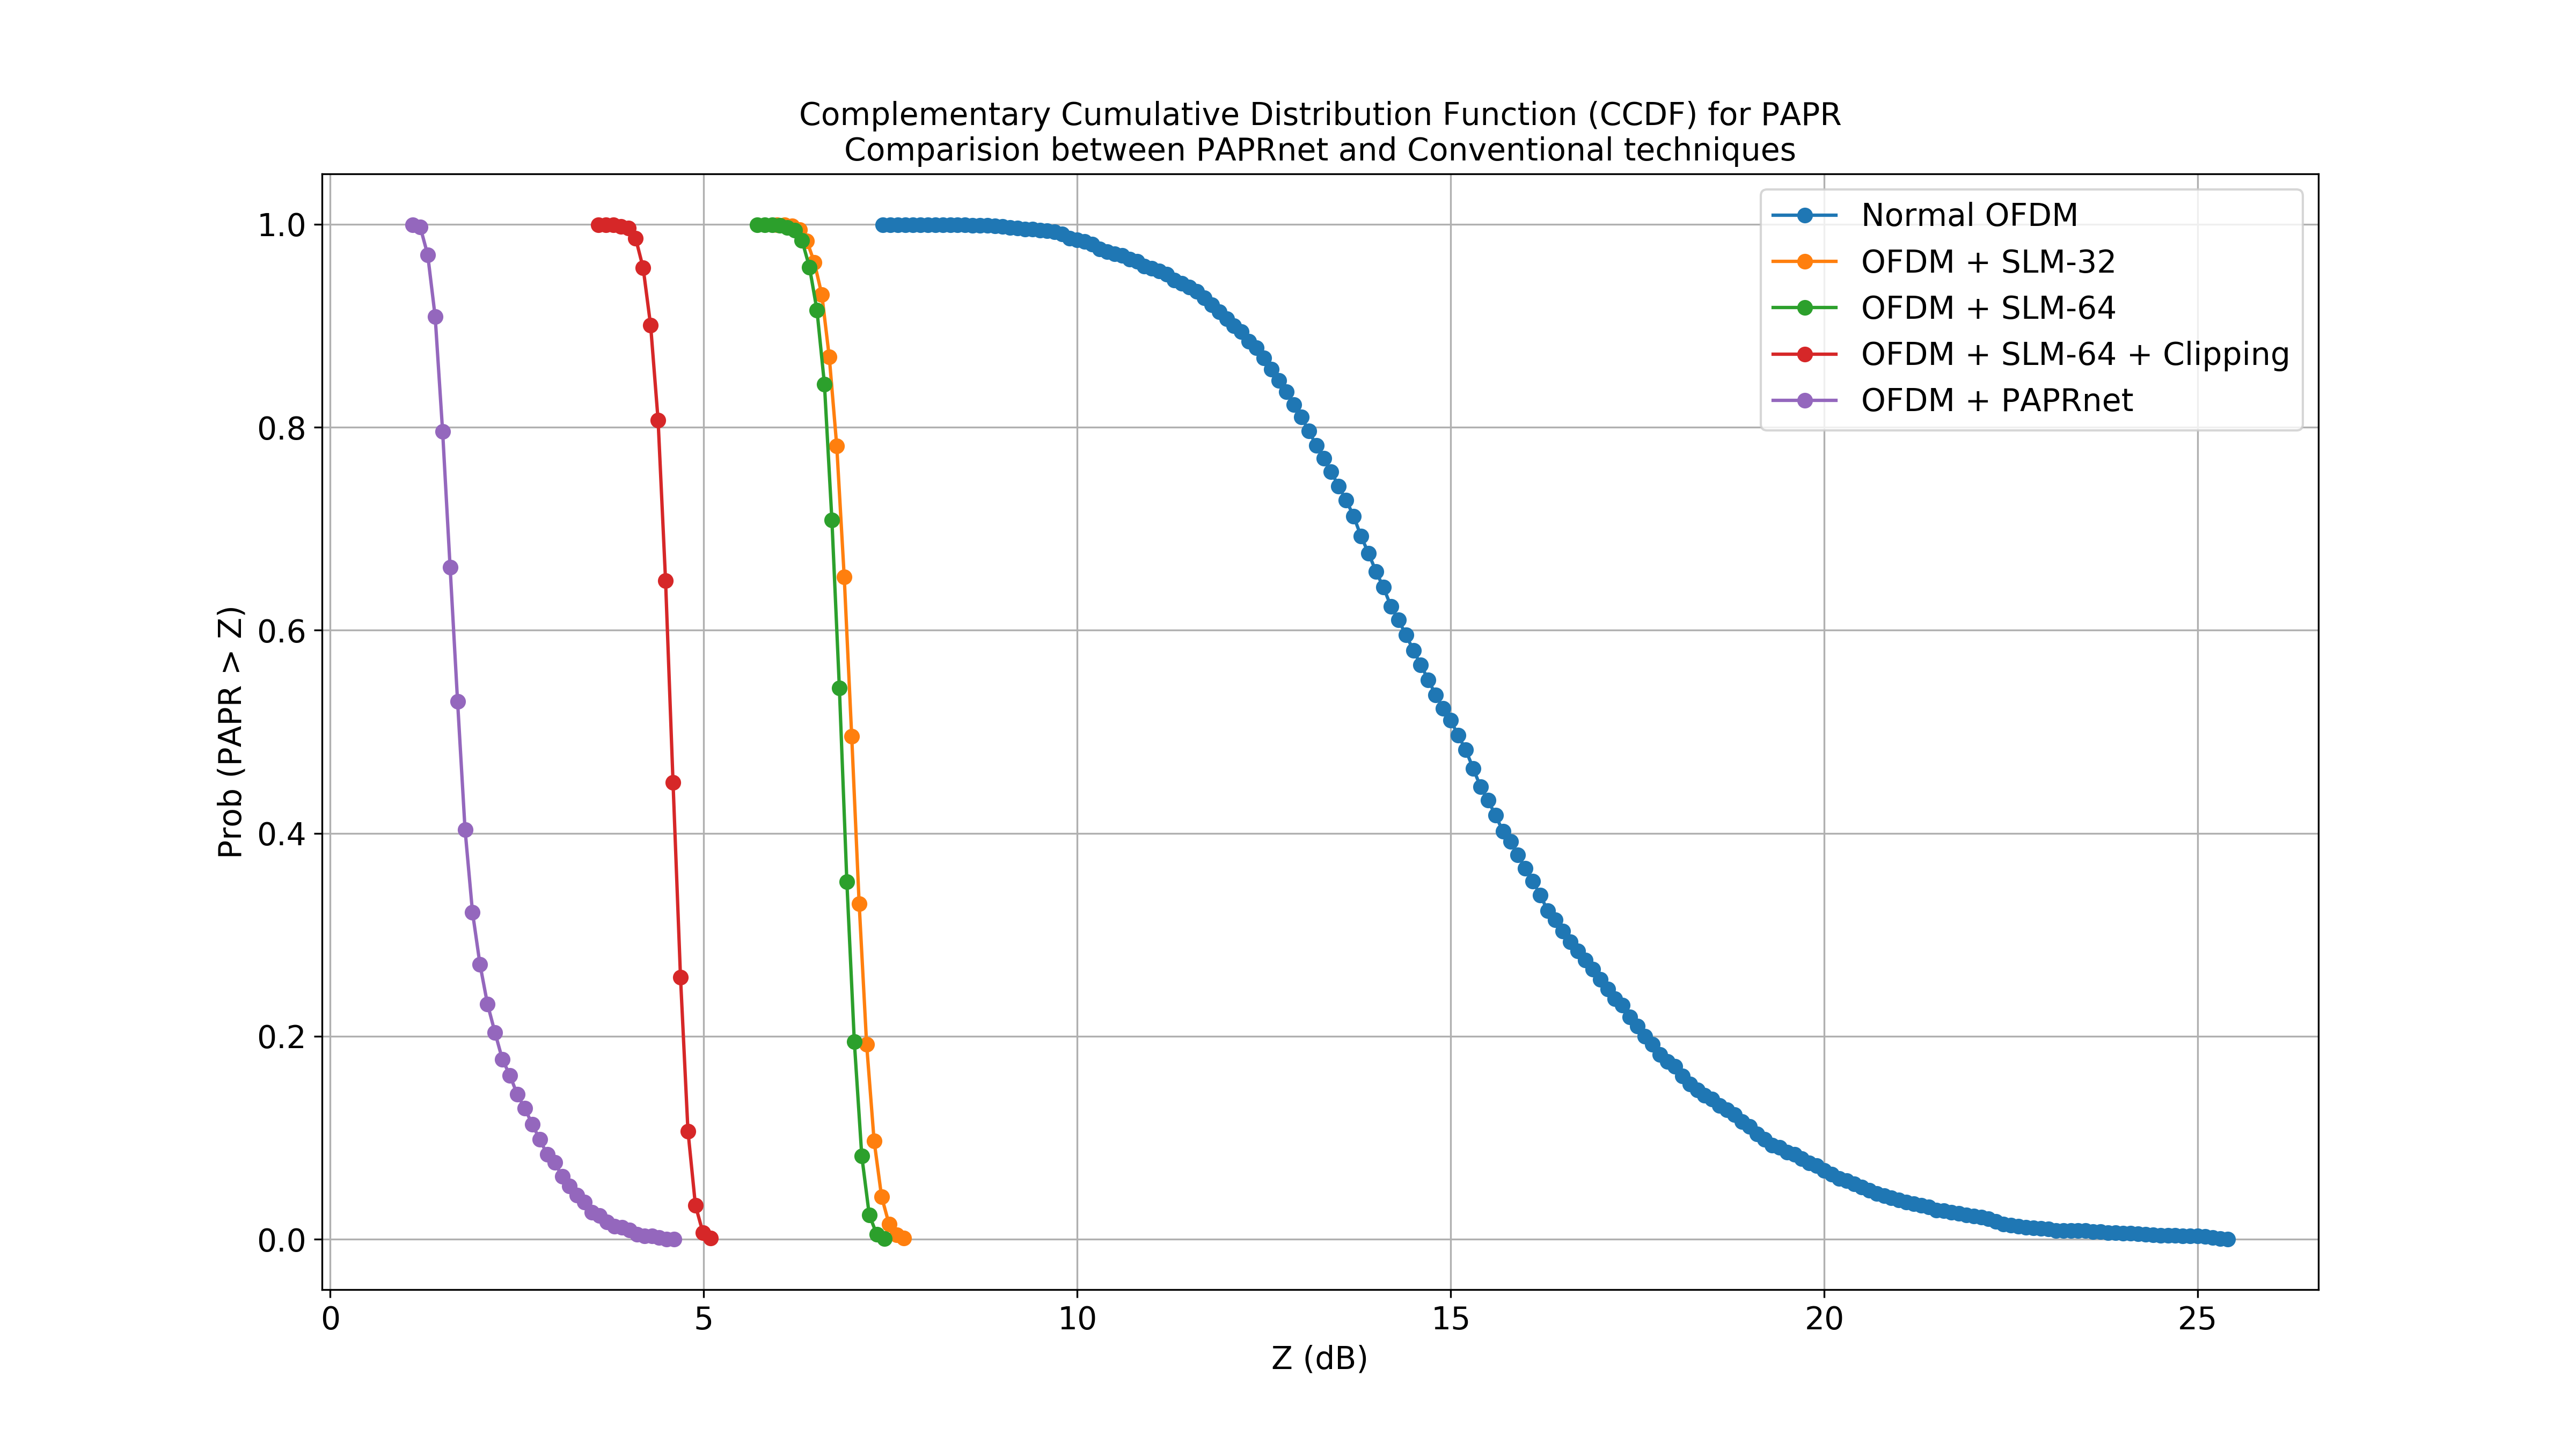 Complementary Cumulative Distribution Function (CCDF) for PAPR
Comparision between PAPRnet and Conventional techniques
Normal OFDM
OFDM + SLM-32
OFDM + SLM-64
OFDM + SLM-64 + Clipping
OFDM + PAPRnet
Prob (PAPR > Z)
1.0
0.8
0.6
0.4
0.2
0.0
0 5 10 15 20 25
Z (dB)